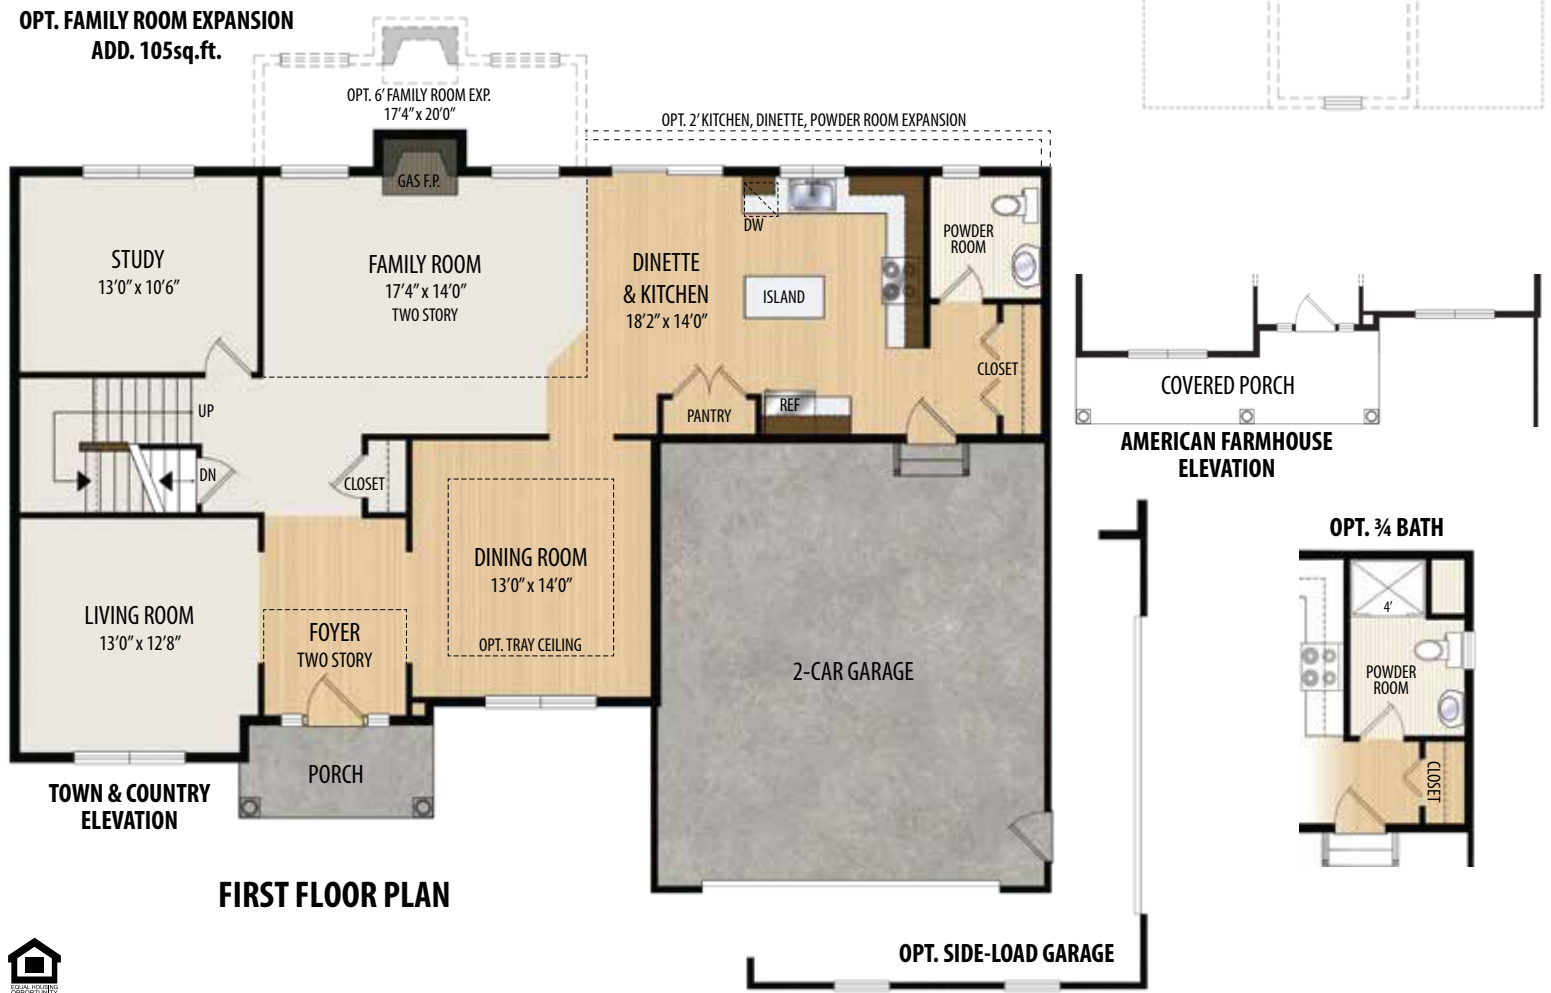 OPT. FAMILY ROOM EXPANSION
ADD. 105sq.ft.
OPT. 6' FAMILY ROOM EXP.
17'4" x 20'0"
OPT. 2' KITCHEN, DINETTE, POWDER ROOM EXPANSION
GAS F.P.
STUDY
13'0" x 10'6"
FAMILY ROOM
17'4" x 14'0"
TWO STORY
DINETTE
& KITCHEN
18'2" x 14'0"
DW
ISLAND
POWDER
ROOM
CLOSET
PANTRY
REF
UP
DN
CLOSET
LIVING ROOM
13'0" x 12'8"
FOYER
TWO STORY
DINING ROOM
13'0" x 14'0"
OPT. TRAY CEILING
2-CAR GARAGE
PORCH
TOWN & COUNTRY
ELEVATION
FIRST FLOOR PLAN
COVERED PORCH
AMERICAN FARMHOUSE
ELEVATION
OPT. ¾ BATH
4'
POWDER
ROOM
CLOSET
OPT. SIDE-LOAD GARAGE
EQUAL HOUSING
OPPORTUNITY